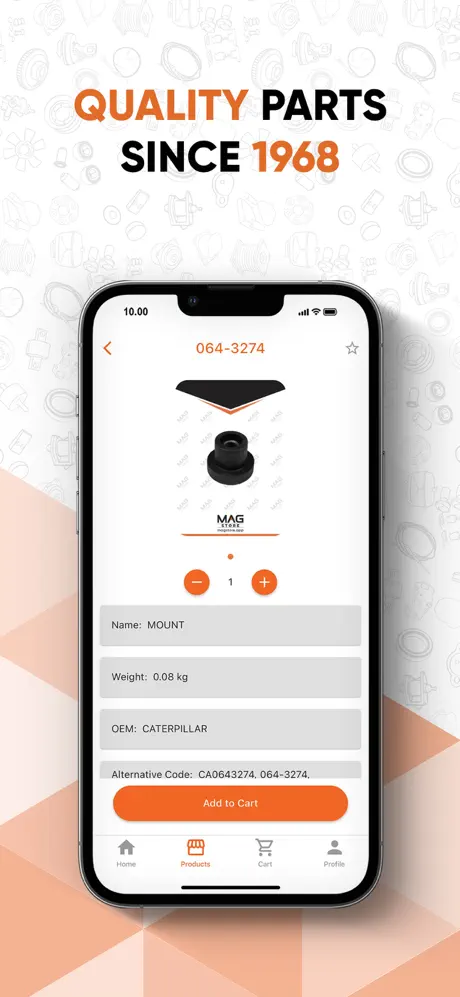 QUALITY PARTS
SINCE 1968
10.00
064-3274
MAG
STORE
1
Name: MOUNT
Weight: 0.08 kg
OEM: CATERPILLAR
Alternative Code: CA0643274, 064-3274,
Add to Cart
Home
Products
Cart
Profile